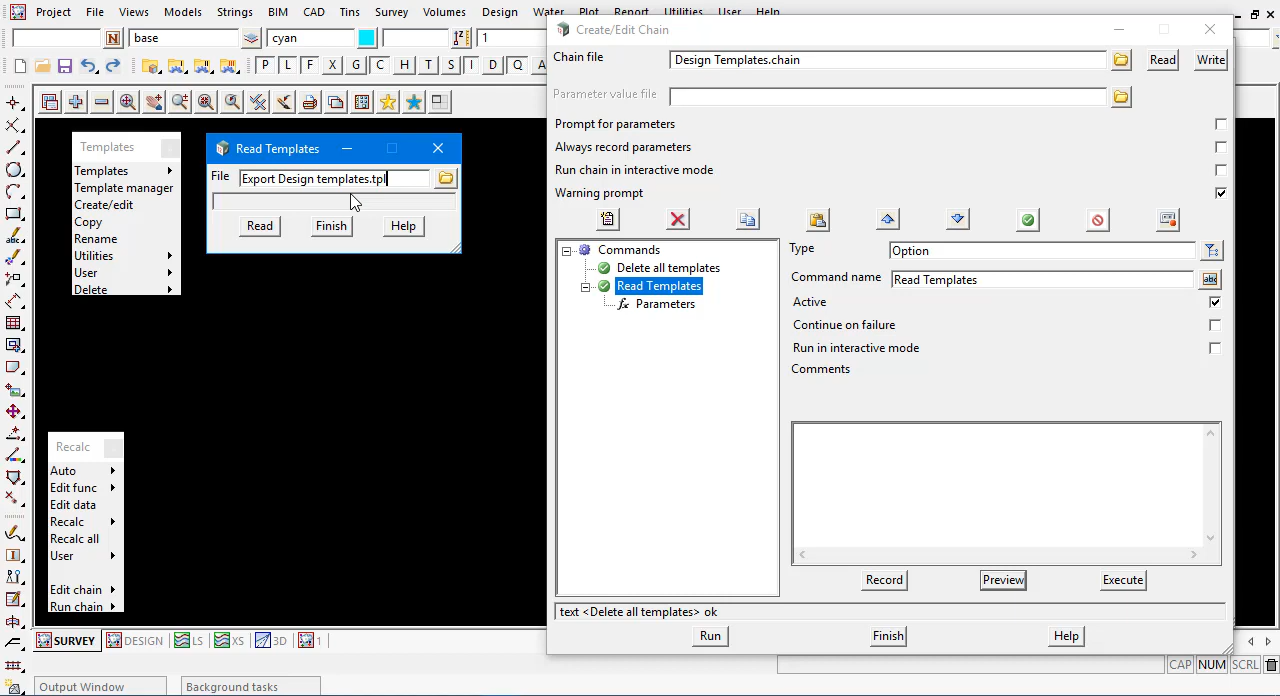 Project File Views Models Strings BIM CAD Tins Survey Volumes Design Water Plot Report Utilities User Help
base cyan 1
P L F X G C H T S I D Q A
Templates
Templates
Template manager
Create/edit
Copy
Rename
Utilities
User
Delete
Read Templates
File Export Design templates.tpl
Read Finish Help
Recalc
Auto
Edit func
Edit data
Recalc
Recalc all
User
Edit chain
Run chain
Create/Edit Chain
Chain file Design Templates.chain Read Write
Parameter value file
Prompt for parameters
Always record parameters
Run chain in interactive mode
Warning prompt
Commands
Delete all templates
Read Templates
Parameters
Type Option
Command name Read Templates
Active
Continue on failure
Run in interactive mode
Comments
Record Preview Execute
text <Delete all templates> ok
Run Finish Help
SURVEY DESIGN LS XS 3D 1
CAP NUM SCRL
Output Window Background tasks